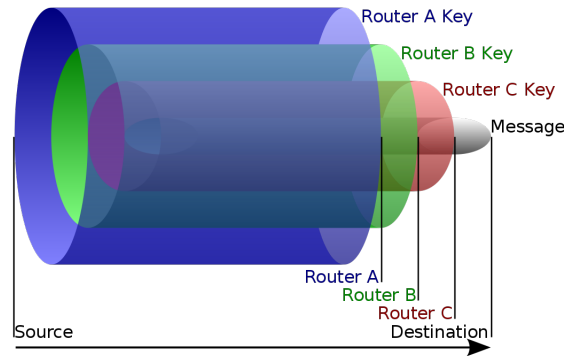 Router A Key
Router B Key
Router C Key
Message
Router A
Router B
Router C
Source
Destination